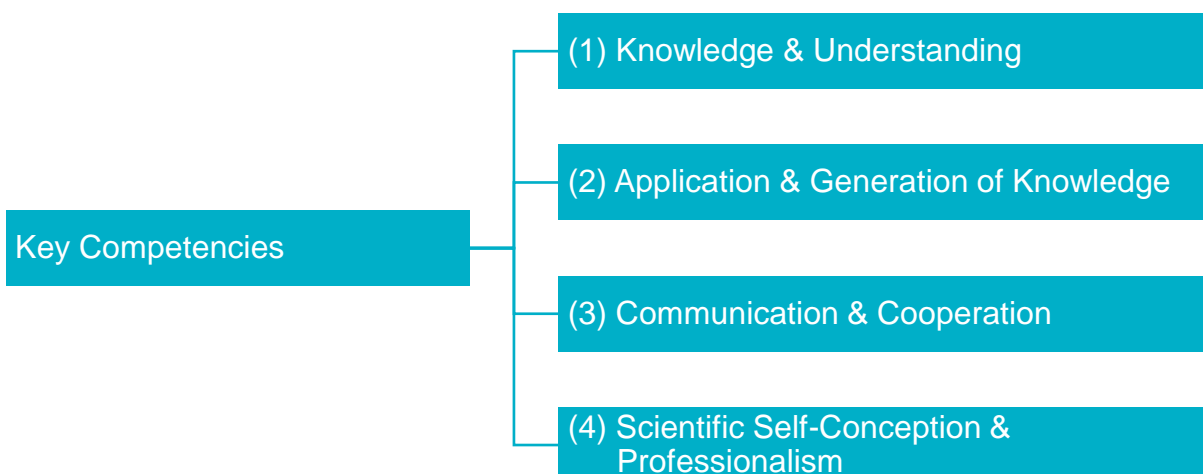 (1) Knowledge & Understanding
(2) Application & Generation of Knowledge
Key Competencies
(3) Communication & Cooperation
(4) Scientific Self-Conception &
Professionalism